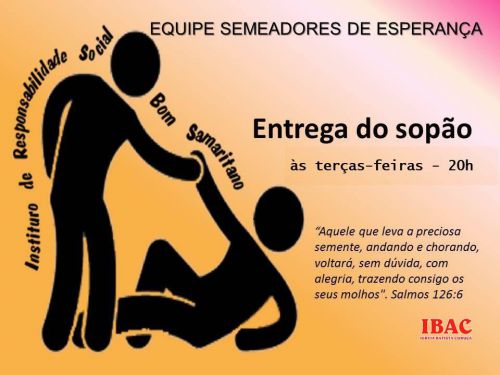 EQUIPE SEMEADORES DE ESPERANÇA
Instituro de Responsabilidade Social
Bom Samaritano
Entrega do sopão
às terças-feiras - 20h
“Aquele que leva a preciosa
semente, andando e chorando,
voltará, sem dúvida, com
alegria, trazendo consigo os
seus molhos". Salmos 126:6
IBAC